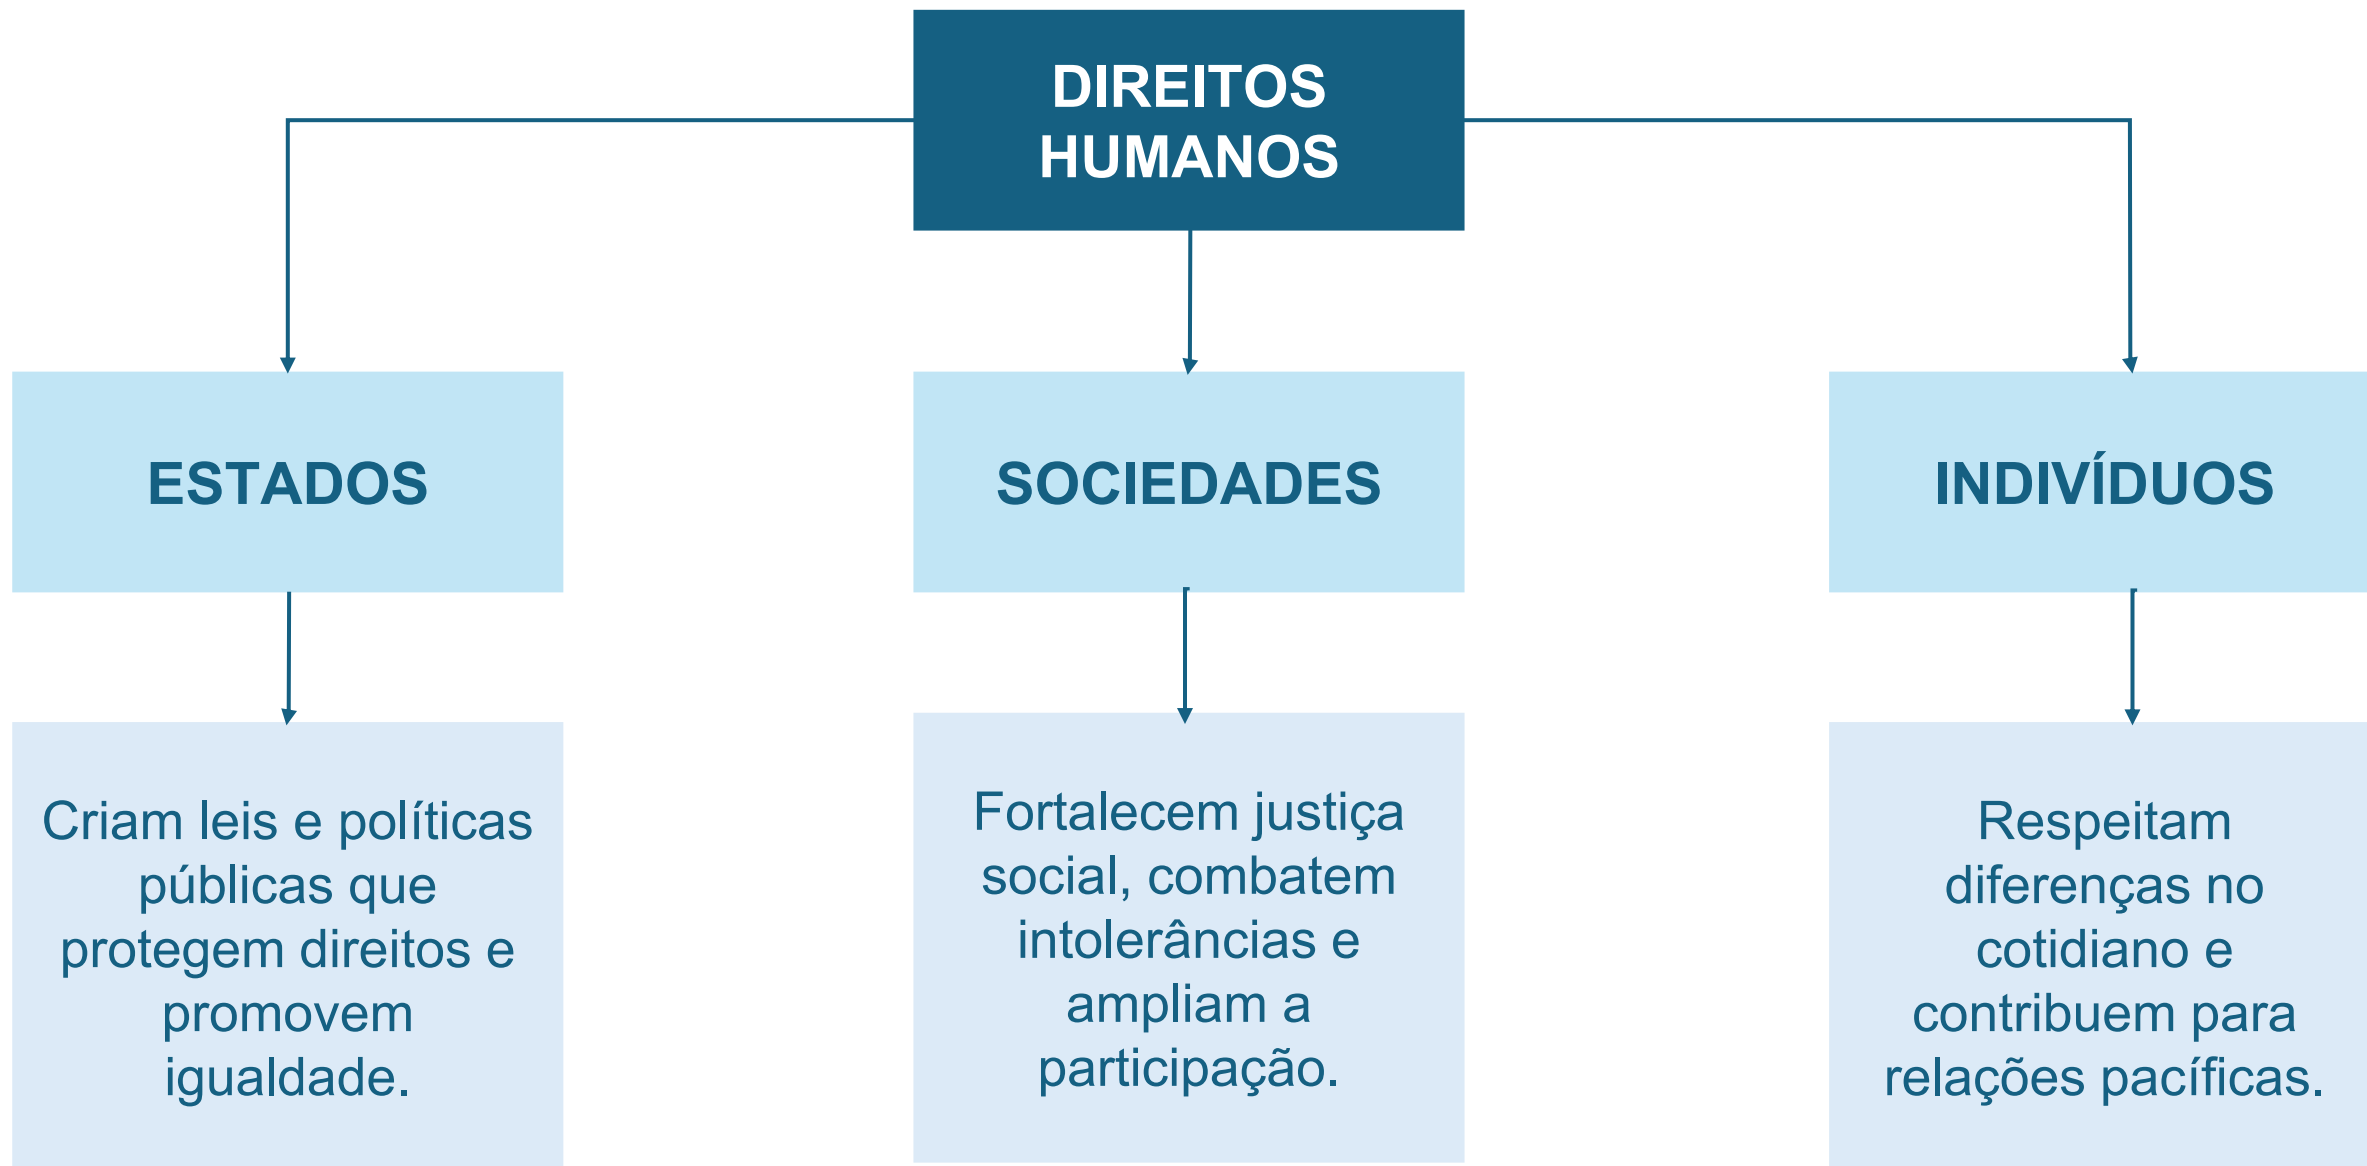 DIREITOS
HUMANOS
ESTADOS
SOCIEDADES
INDIVÍDUOS
Criam leis e políticas
públicas que
protegem direitos e
promovem
igualdade.
Fortalecem justiça
social, combatem
intolerâncias e
ampliam a
participação.
Respeitam
diferenças no
cotidiano e
contribuem para
relações pacíficas.